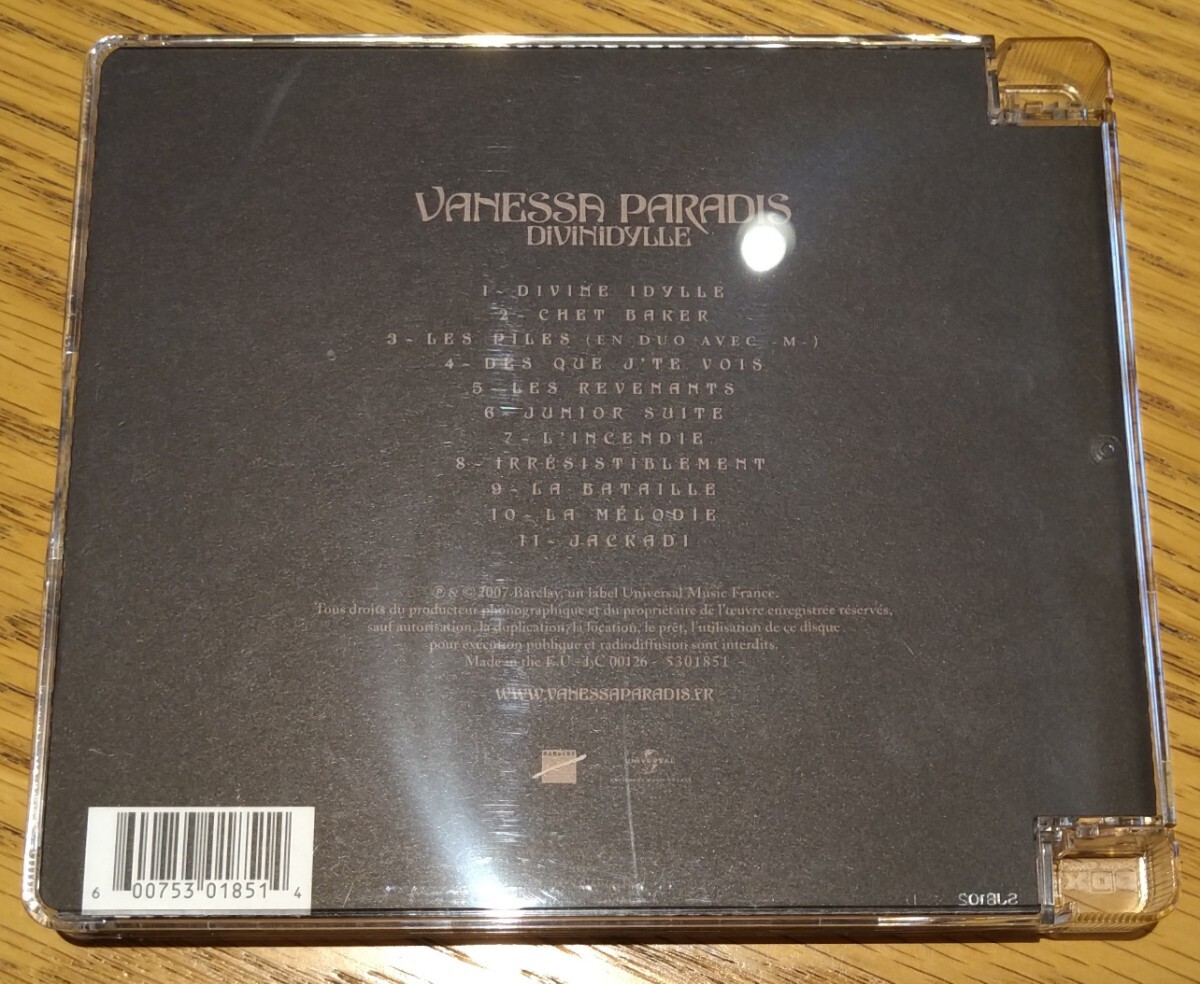 VANESSA PARADIS
DIVINIDYLLE
1 - DIVINE IDYLLE
2 - CHET BAKER
3 - LES PILES (EN DUO AVEC -M-)
4 - DÈS QUE J'TE VOIS
5 - LES REVENANTS
6 - JUNIOR SUITE
7 - L'INCENDIE
8 - IRRÉSISTIBLEMENT
9 - LA BATAILLE
10 - LA MÉLODIE
11 - JACKADI
℗ & © 2007 Barclay, un label Universal Music France.
Tous droits du producteur phonographique et du propriétaire de l'œuvre enregistrée réservés,
sauf autorisation, la duplication, la location, le prêt, l'utilisation de ce disque
pour exécution publique et radiodiffusion sont interdits.
Made in the E.U - LC 00126 - 5301851 -
WWW.VANESSAPARADIS.FR
BARCLAY
UNIVERSAL
6 00753 01851 4